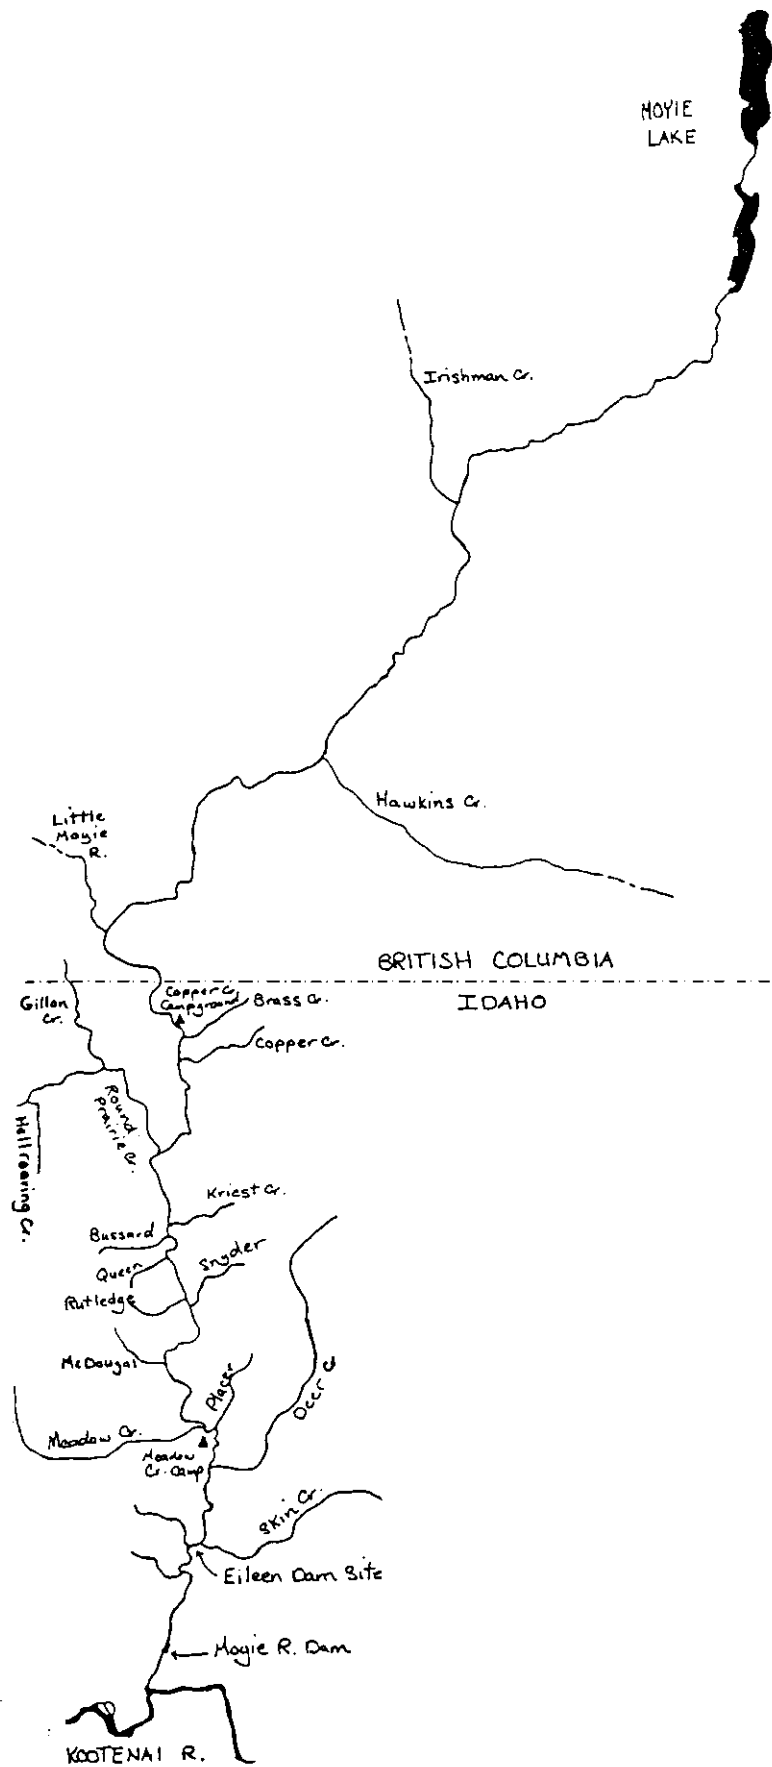 MOYIE
LAKE
Irishman Cr.
Hawkins Cr.
Little
Moyie
R.
BRITISH COLUMBIA
IDAHO
Gillon
Cr.
Copper Cr.
Campground
Brass Cr.
Copper Cr.
Round
Prairie Cr.
Hellroaring Cr.
Kriest Cr.
Bussard
Queen
Snyder
Rutledge
McDougal
Placer
Deer Cr
Meadow Cr.
Meadow
Cr. Camp
Skin Cr.
Eileen Dam Site
Moyie R. Dam
KOOTENAI R.